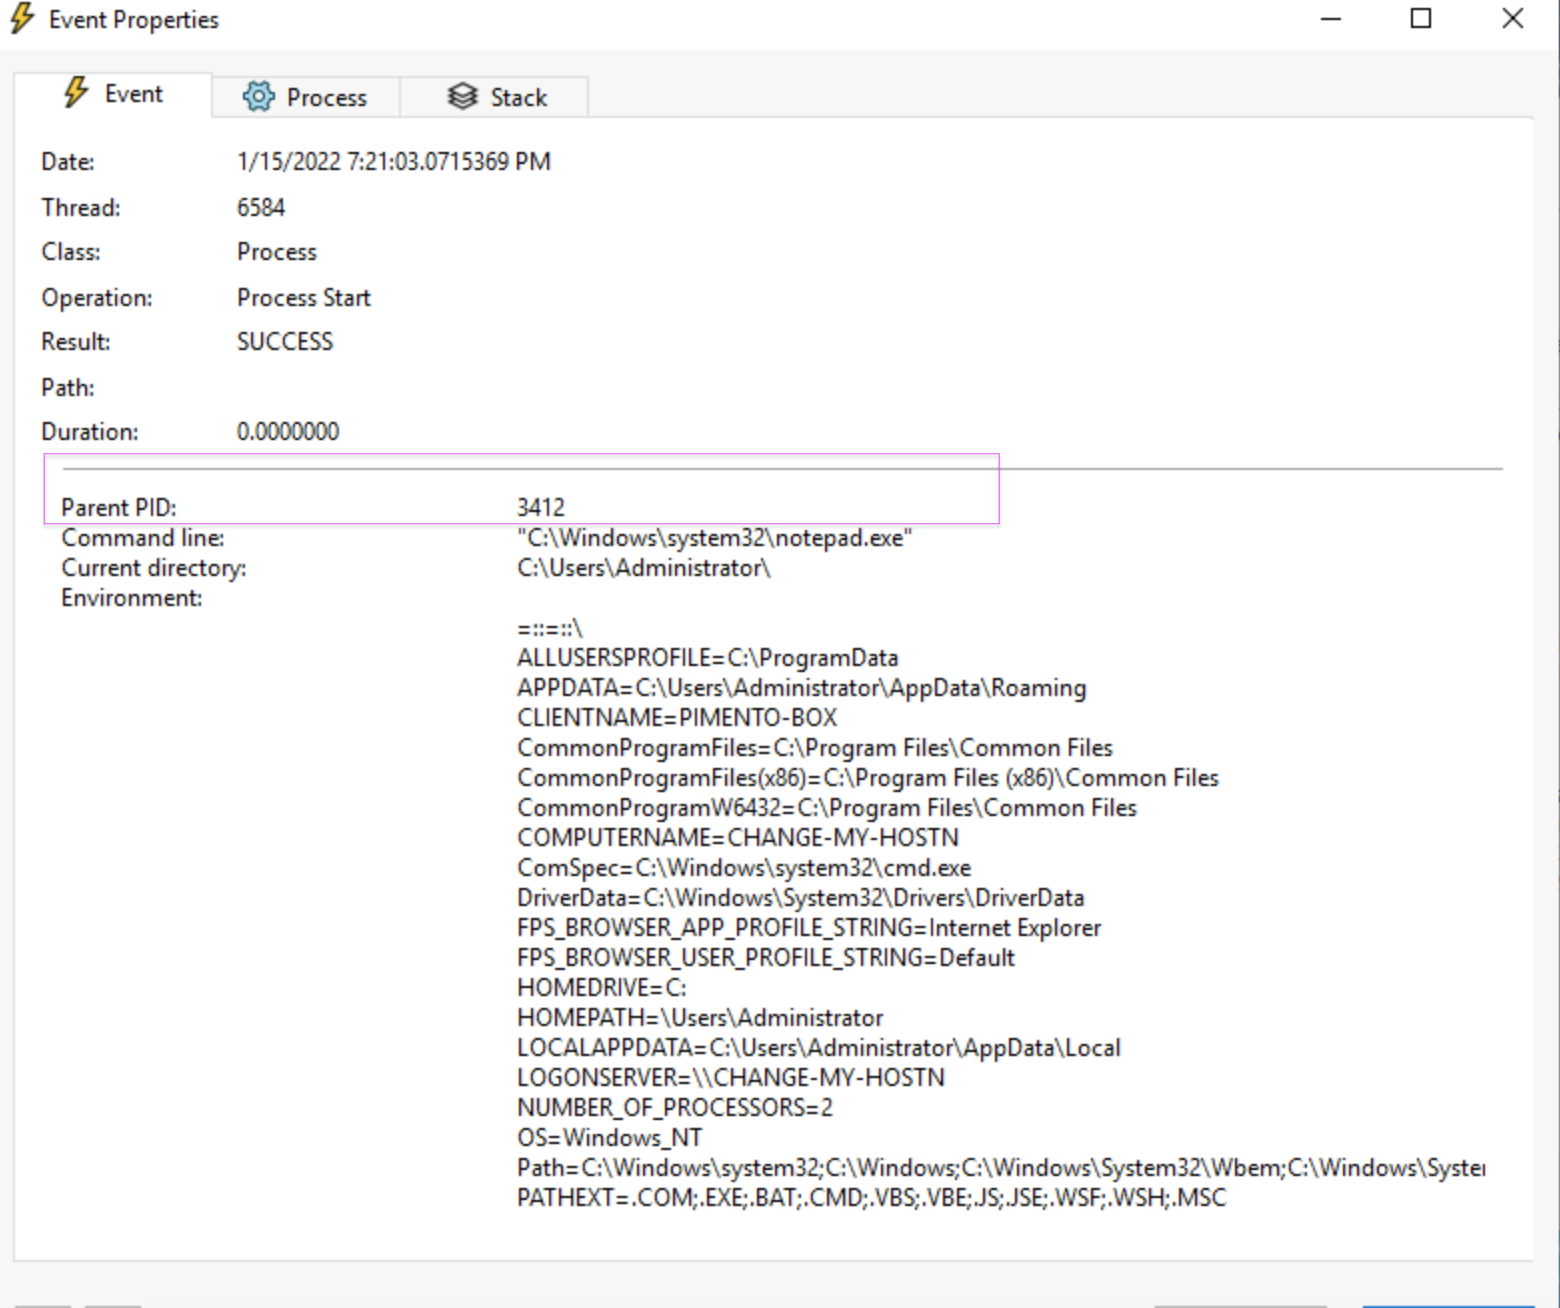 Event Properties
Event Process Stack
Date: 1/15/2022 7:21:03.0715369 PM
Thread: 6584
Class: Process
Operation: Process Start
Result: SUCCESS
Path:
Duration: 0.0000000
Parent PID: 3412
Command line: "C:\Windows\system32\notepad.exe"
Current directory: C:\Users\Administrator\
Environment:
=::=::\
ALLUSERSPROFILE=C:\ProgramData
APPDATA=C:\Users\Administrator\AppData\Roaming
CLIENTNAME=PIMENTO-BOX
CommonProgramFiles=C:\Program Files\Common Files
CommonProgramFiles(x86)=C:\Program Files (x86)\Common Files
CommonProgramW6432=C:\Program Files\Common Files
COMPUTERNAME=CHANGE-MY-HOSTN
ComSpec=C:\Windows\system32\cmd.exe
DriverData=C:\Windows\System32\Drivers\DriverData
FPS_BROWSER_APP_PROFILE_STRING=Internet Explorer
FPS_BROWSER_USER_PROFILE_STRING=Default
HOMEDRIVE=C:
HOMEPATH=\Users\Administrator
LOCALAPPDATA=C:\Users\Administrator\AppData\Local
LOGONSERVER=\\CHANGE-MY-HOSTN
NUMBER_OF_PROCESSORS=2
OS=Windows_NT
Path=C:\Windows\system32;C:\Windows;C:\Windows\System32\Wbem;C:\Windows\Syste
PATHEXT=.COM;.EXE;.BAT;.CMD;.VBS;.VBE;.JS;.JSE;.WSF;.WSH;.MSC